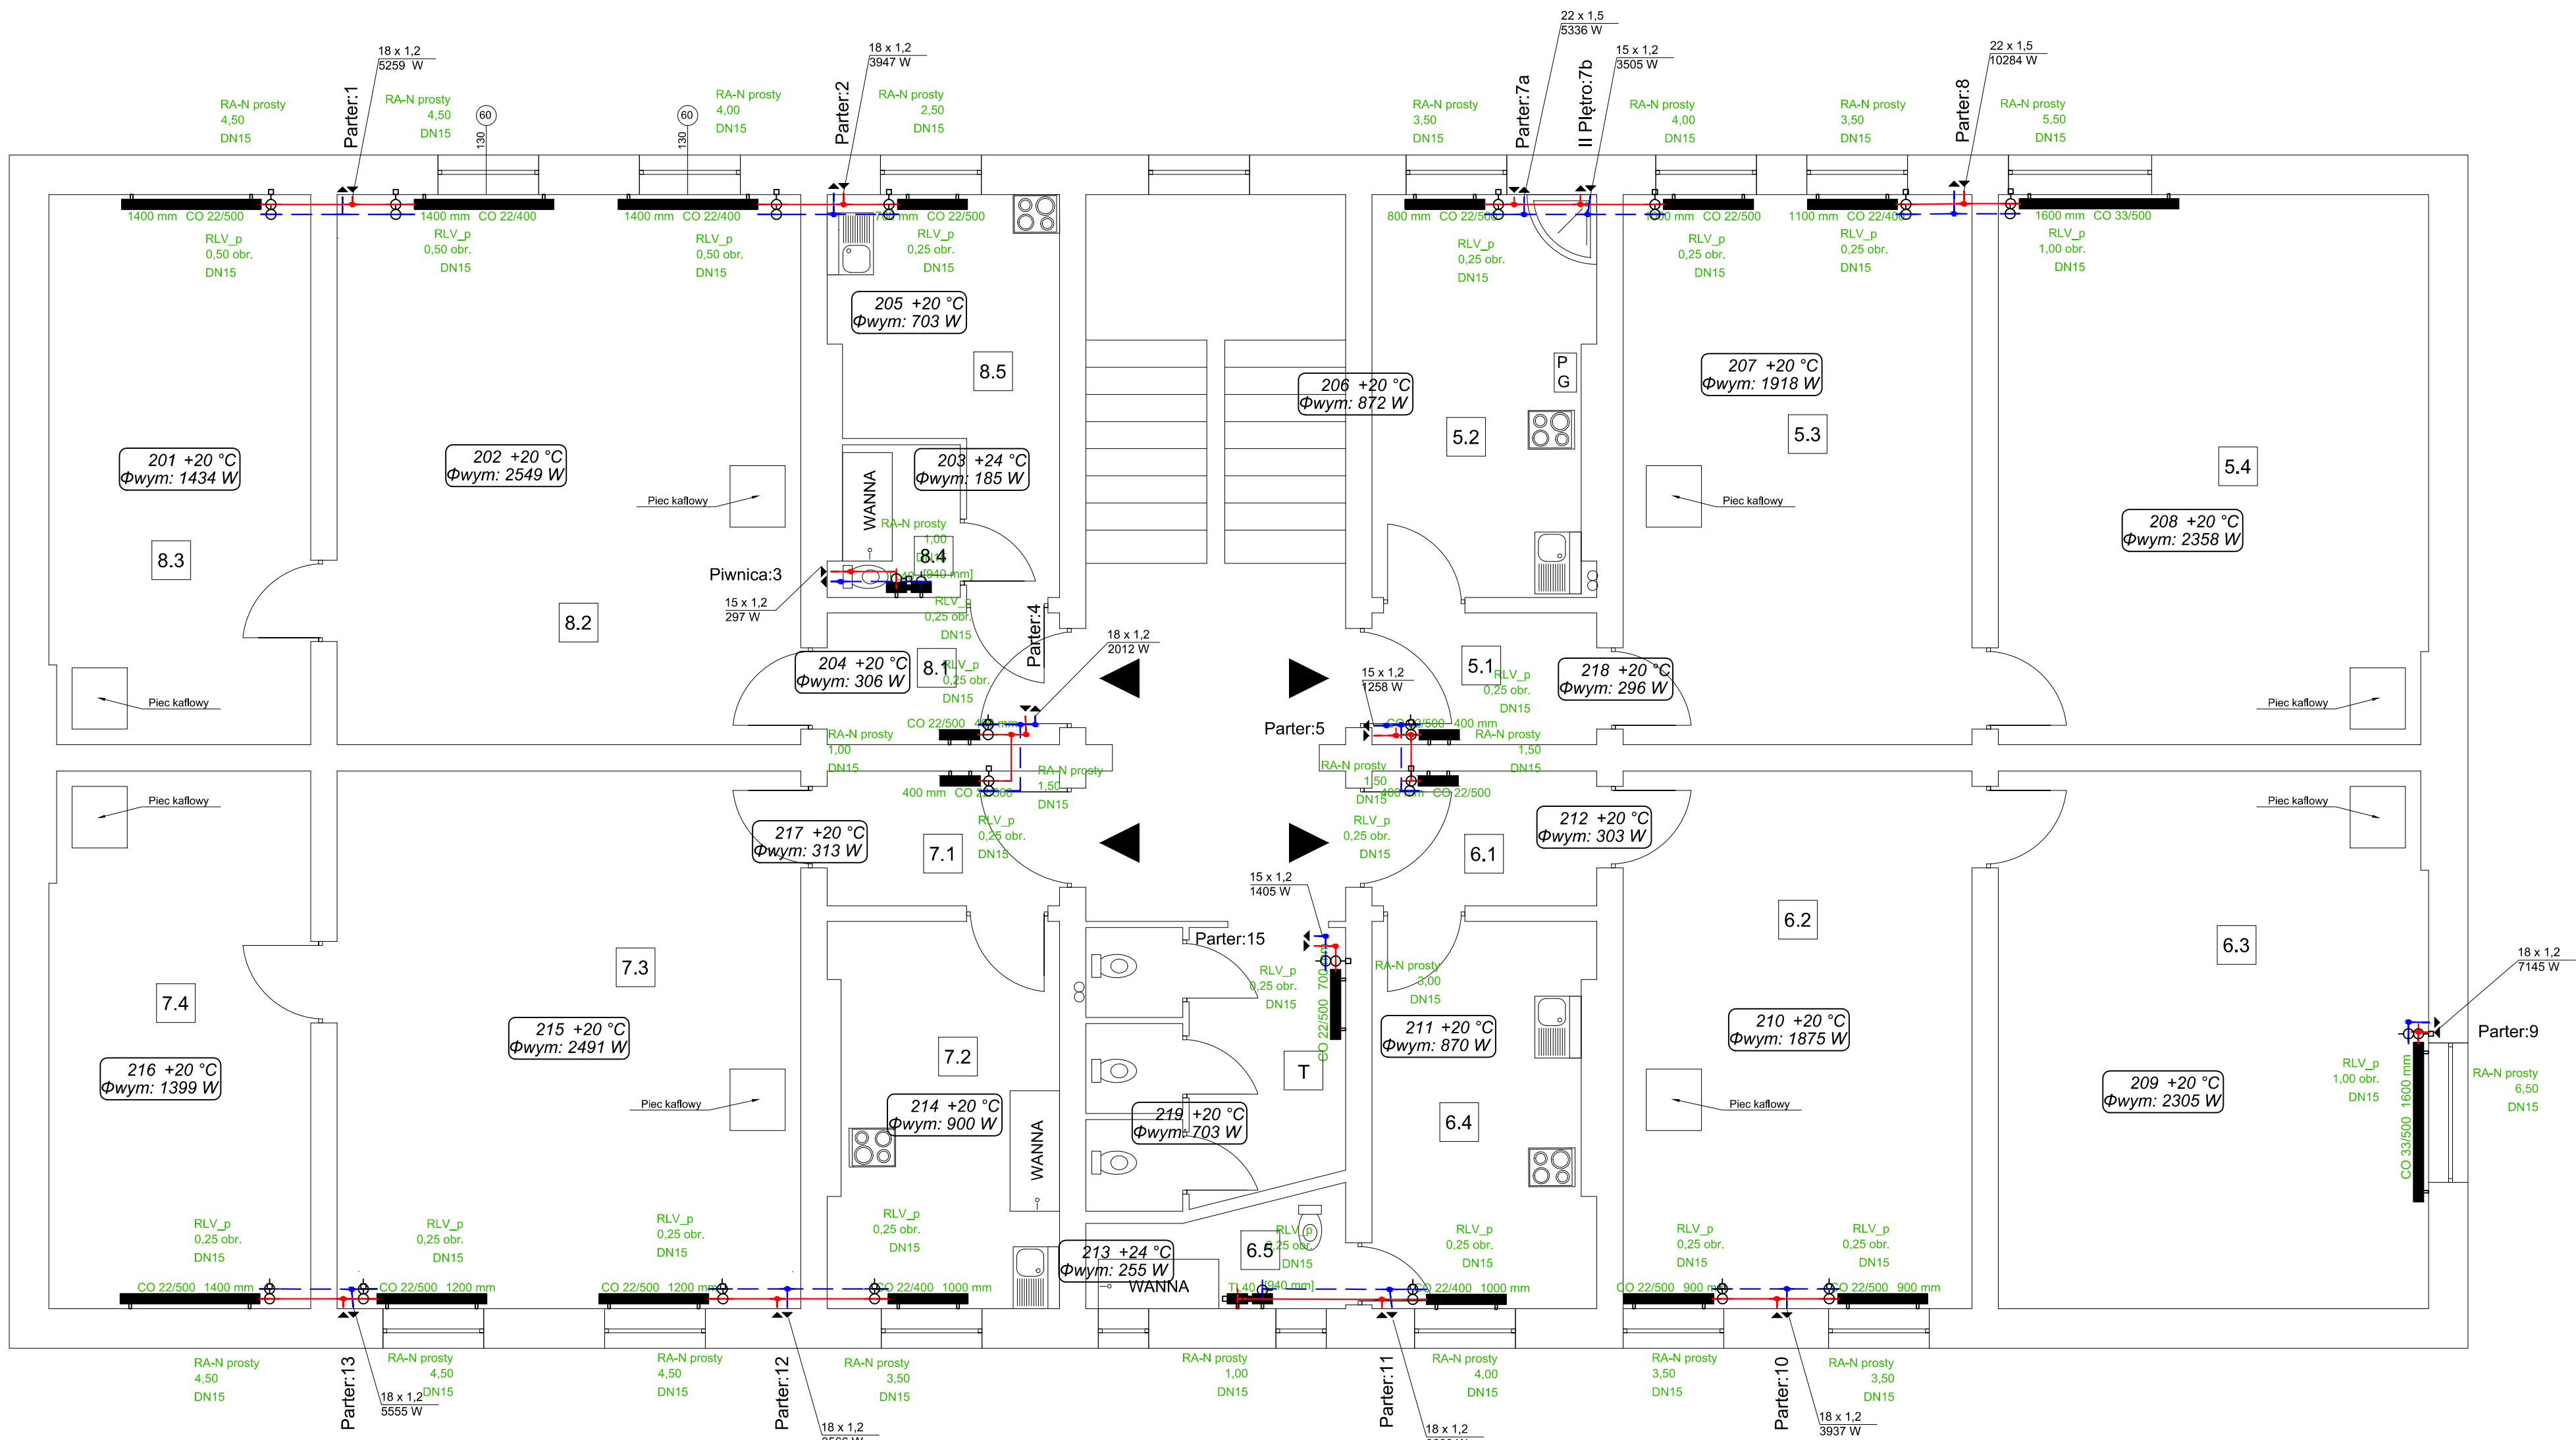 22 x 1,5
5336 W
18 x 1,2
5259 W
18 x 1,2
3947 W
15 x 1,2
3505 W
22 x 1,5
10284 W
Parter:1
Parter:2
Parter:7a
II Piętro:7b
Parter:8
RA-N prosty
4,50
DN15
RA-N prosty
4,50
DN15
60
130
60
130
RA-N prosty
4,00
DN15
RA-N prosty
2,50
DN15
RA-N prosty
3,50
DN15
RA-N prosty
4,00
DN15
RA-N prosty
3,50
DN15
RA-N prosty
5,50
DN15
1400 mm CO 22/500
1400 mm CO 22/400
1400 mm CO 22/400
CO 22/500
800 mm CO 22/500
CO 22/500
1100 mm CO 22/400
1600 mm CO 33/500
RLV_p
0,50 obr.
DN15
RLV_p
0,50 obr.
DN15
RLV_p
0,50 obr.
DN15
RLV_p
0,25 obr.
DN15
RLV_p
0,25 obr.
DN15
RLV_p
0,25 obr.
DN15
RLV_p
0,25 obr.
DN15
RLV_p
1,00 obr.
DN15
205 +20 °C
Φwym: 703 W
8.5
206 +20 °C
Φwym: 872 W
P
G
207 +20 °C
Φwym: 1918 W
5.2
5.3
5.4
201 +20 °C
Φwym: 1434 W
202 +20 °C
Φwym: 2549 W
203 +24 °C
Φwym: 185 W
208 +20 °C
Φwym: 2358 W
Piec kaflowy
WANNA
Piec kaflowy
RA-N prosty
1,00
DN15
8.4
[940 mm]
8.3
Piwnica:3
15 x 1,2
297 W
RLV_p
0,25 obr.
DN15
8.2
Parter:4
18 x 1,2
2012 W
204 +20 °C
Φwym: 306 W
8.1
RLV_p
0,25 obr.
DN15
15 x 1,2
1258 W
5.1
RLV_p
0,25 obr.
DN15
218 +20 °C
Φwym: 296 W
Piec kaflowy
Piec kaflowy
CO 22/500 400 mm
Parter:5
CO 22/500 400 mm
RA-N prosty
1,00
DN15
RA-N prosty
1,50
DN15
RA-N prosty
1,50
DN15
RA-N prosty
1,50
DN15
400 mm CO 22/500
400 mm CO 22/500
Piec kaflowy
Piec kaflowy
217 +20 °C
Φwym: 313 W
7.1
RLV_p
0,25 obr.
DN15
RLV_p
0,25 obr.
DN15
6.1
212 +20 °C
Φwym: 303 W
15 x 1,2
1405 W
Parter:15
6.2
6.3
7.3
7.4
RLV_p
0,25 obr.
DN15
CO 22/500 700 mm
RA-N prosty
3,00
DN15
18 x 1,2
7145 W
Parter:9
216 +20 °C
Φwym: 1399 W
215 +20 °C
Φwym: 2491 W
7.2
T
211 +20 °C
Φwym: 870 W
210 +20 °C
Φwym: 1875 W
209 +20 °C
Φwym: 2305 W
RLV_p
1,00 obr.
DN15
CO 33/500 1600 mm
RA-N prosty
6,50
DN15
Piec kaflowy
214 +20 °C
Φwym: 900 W
WANNA
219 +20 °C
Φwym: 703 W
6.4
Piec kaflowy
RLV_p
0,25 obr.
DN15
RLV_p
0,25 obr.
DN15
RLV_p
0,25 obr.
DN15
RLV_p
0,25 obr.
DN15
213 +24 °C
Φwym: 255 W
6.5
RLV_p
0,25 obr.
DN15
RLV_p
0,25 obr.
DN15
RLV_p
0,25 obr.
DN15
RLV_p
0,25 obr.
DN15
CO 22/500 1400 mm
CO 22/500 1200 mm
CO 22/500 1200 mm
CO 22/400 1000 mm
WANNA
[940 mm]
CO 22/400 1000 mm
CO 22/500 900 mm
CO 22/500 900 mm
RA-N prosty
4,50
DN15
Parter:13
RA-N prosty
4,50
DN15
18 x 1,2
5555 W
RA-N prosty
4,50
DN15
Parter:12
18 x 1,2
RA-N prosty
3,50
DN15
RA-N prosty
1,00
DN15
Parter:11
18 x 1,2
RA-N prosty
4,00
DN15
RA-N prosty
3,50
DN15
Parter:10
18 x 1,2
3937 W
RA-N prosty
3,50
DN15